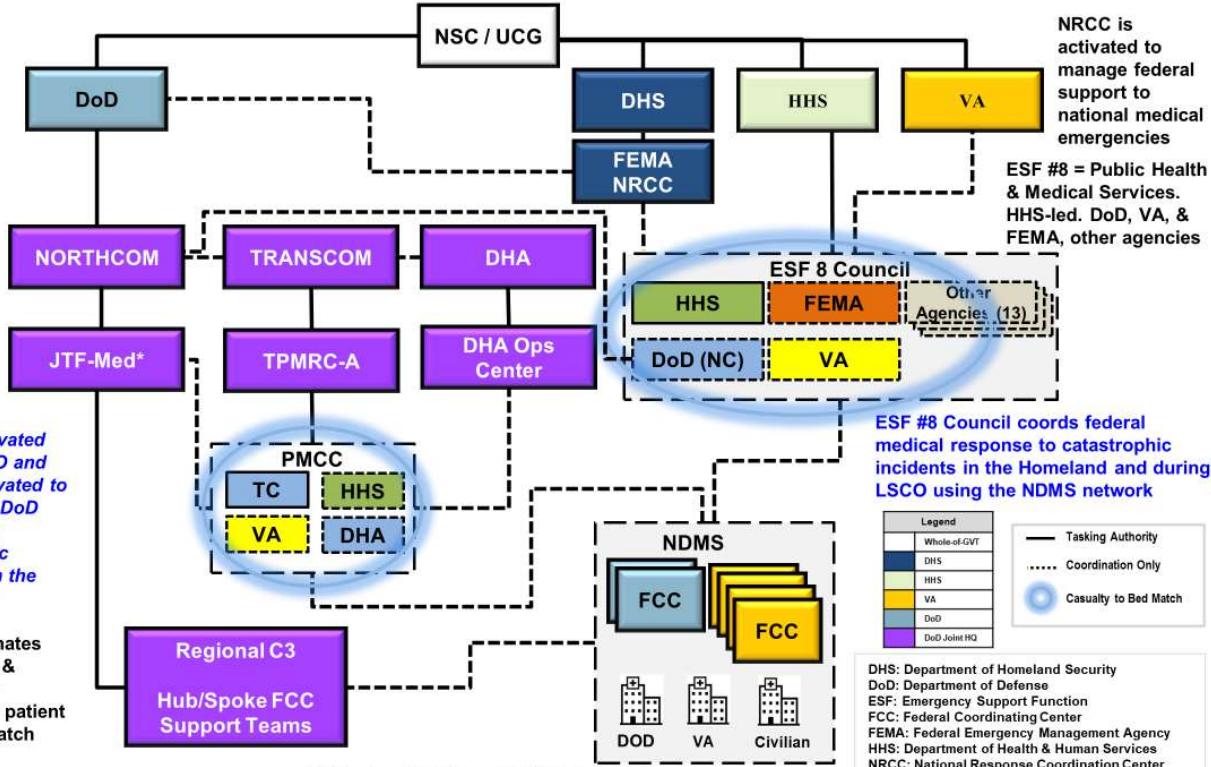 NSC / UCG
DoD
DHS
HHS
VA
FEMA
NRCC
NRCC is
activated to
manage federal
support to
national medical
emergencies
ESF #8 = Public Health
& Medical Services.
HHS-led. DoD, VA, &
FEMA, other agencies
NORTHCOM
TRANSCOM
DHA
JTF-Med*
TPMRC-A
DHA Ops
Center
ESF 8 Council
HHS
FEMA
Other
Agencies (13)
DoD (NC)
VA
PMCC
TC
HHS
VA
DHA
ESF #8 Council coords federal
medical response to catastrophic
incidents in the Homeland and during
LSCO using the NDMS network
Regional C3
Hub/Spoke FCC
Support Teams
NDMS
FCC
FCC
DOD
VA
Civilian
Legend
Whole-of-GVT
DHS
HHS
VA
DoD
DoD Joint HQ
Tasking Authority
Coordination Only
Casualty to Bed Match
DHS: Department of Homeland Security
DoD: Department of Defense
ESF: Emergency Support Function
FCC: Federal Coordinating Center
FEMA: Federal Emergency Management Agency
HHS: Department of Health & Human Services
NRCC: National Response Coordination Center
and
to
DoD
the
&
patient